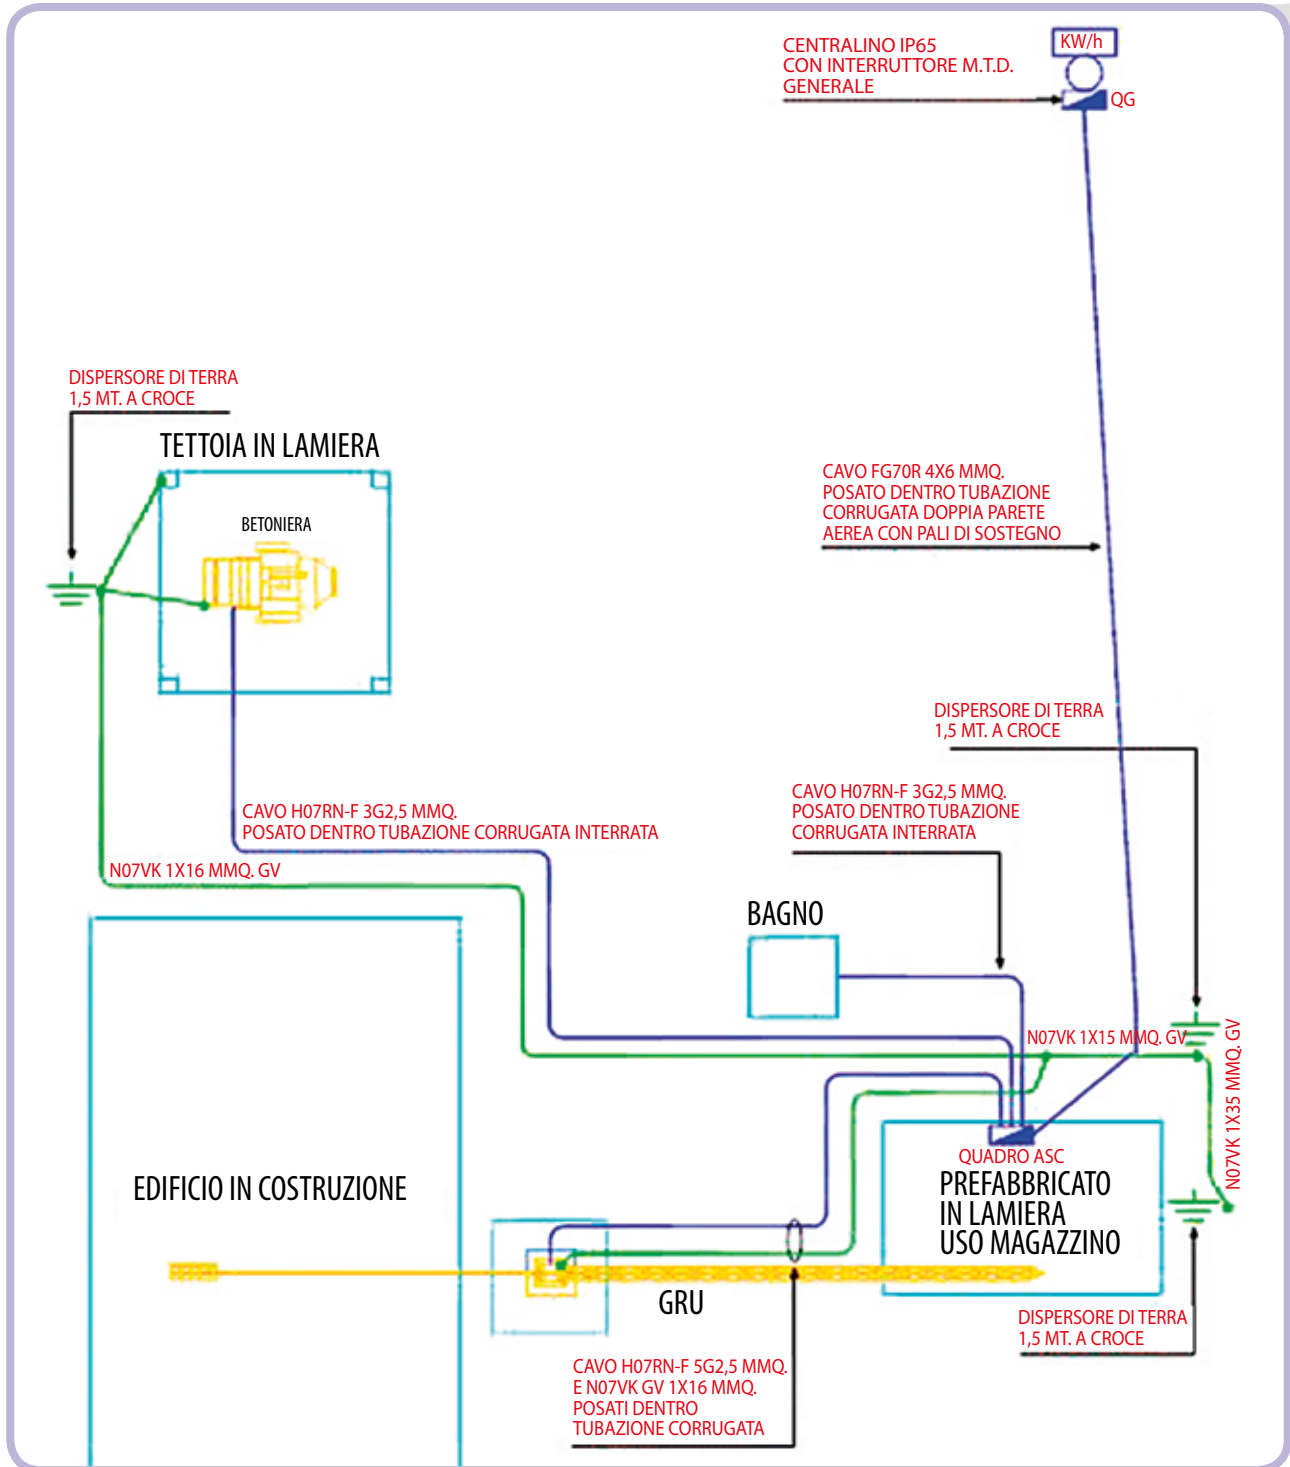 CENTRALINO IP65
CON INTERRUTTORE M.T.D.
GENERALE
KW/h
QG
DISPERSORE DI TERRA
1,5 MT. A CROCE
TETTOIA IN LAMIERA
BETONIERA
CAVO FG70R 4X6 MMQ.
POSATO DENTRO TUBAZIONE
CORRUGATA DOPPIA PARETE
AEREA CON PALI DI SOSTEGNO
DISPERSORE DI TERRA
1,5 MT. A CROCE
CAVO H07RN-F 3G2,5 MMQ.
POSATO DENTRO TUBAZIONE
CORRUGATA INTERRATA
CAVO H07RN-F 3G2,5 MMQ.
POSATO DENTRO TUBAZIONE CORRUGATA INTERRATA
N07VK 1X16 MMQ. GV
BAGNO
N07VK 1X15 MMQ. GV
N07VK 1X35 MMQ. GV
QUADRO ASC
PREFABBRICATO
IN LAMIERA
USO MAGAZZINO
EDIFICIO IN COSTRUZIONE
GRU
DISPERSORE DI TERRA
1,5 MT. A CROCE
CAVO H07RN-F 5G2,5 MMQ.
E N07VK GV 1X16 MMQ.
POSATI DENTRO
TUBAZIONE CORRUGATA